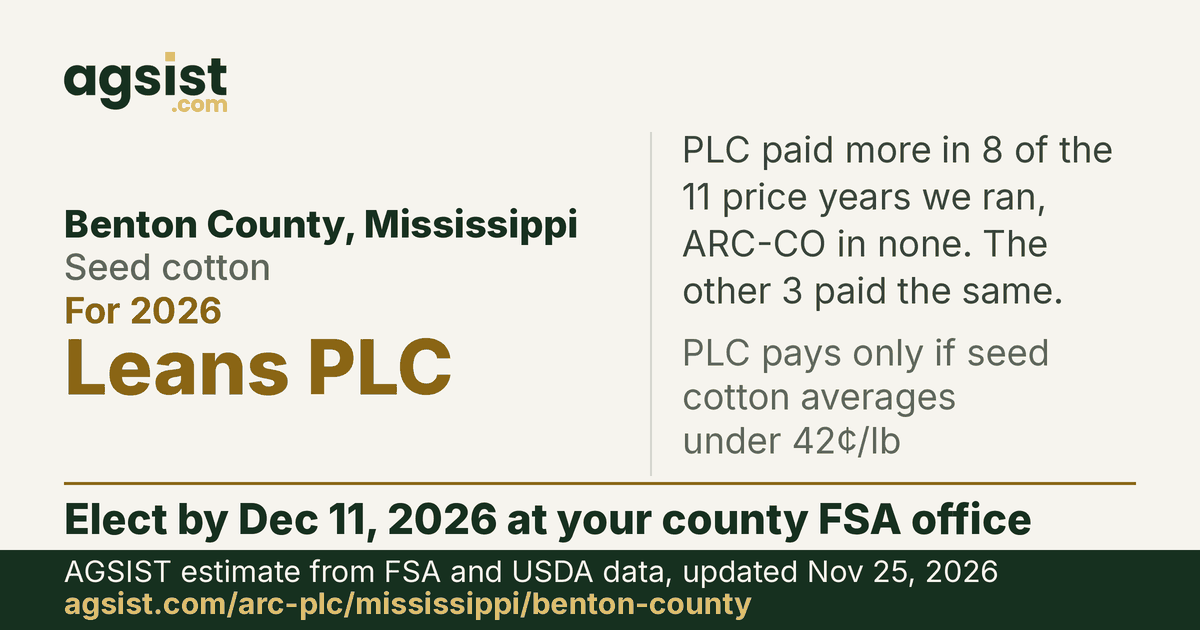 agsist
.com
Benton County, Mississippi
Seed cotton
For 2026
Leans PLC
PLC paid more in 8 of the
11 price years we ran,
ARC-CO in none. The
other 3 paid the same.
PLC pays only if seed
cotton averages
under 42¢/lb
Elect by Dec 11, 2026 at your county FSA office
AGSIST estimate from FSA and USDA data, updated Nov 25, 2026
agsist.com/arc-plc/mississippi/benton-county